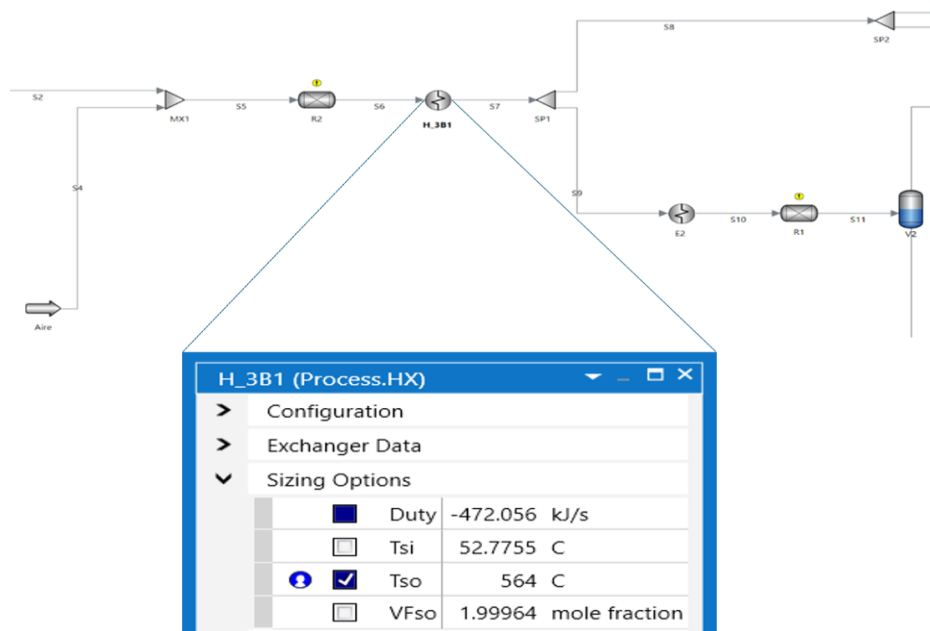 S8
SP2
S2
MX1
S5
R2
S6
H_3B1
S7
SP1
S4
S9
E2
S10
R1
S11
V2
Aire
H_3B1 (Process.HX)
Configuration
Exchanger Data
Sizing Options
Duty -472.056 kJ/s
Tsi 52.7755 C
Tso 564 C
VFso 1.99964 mole fraction